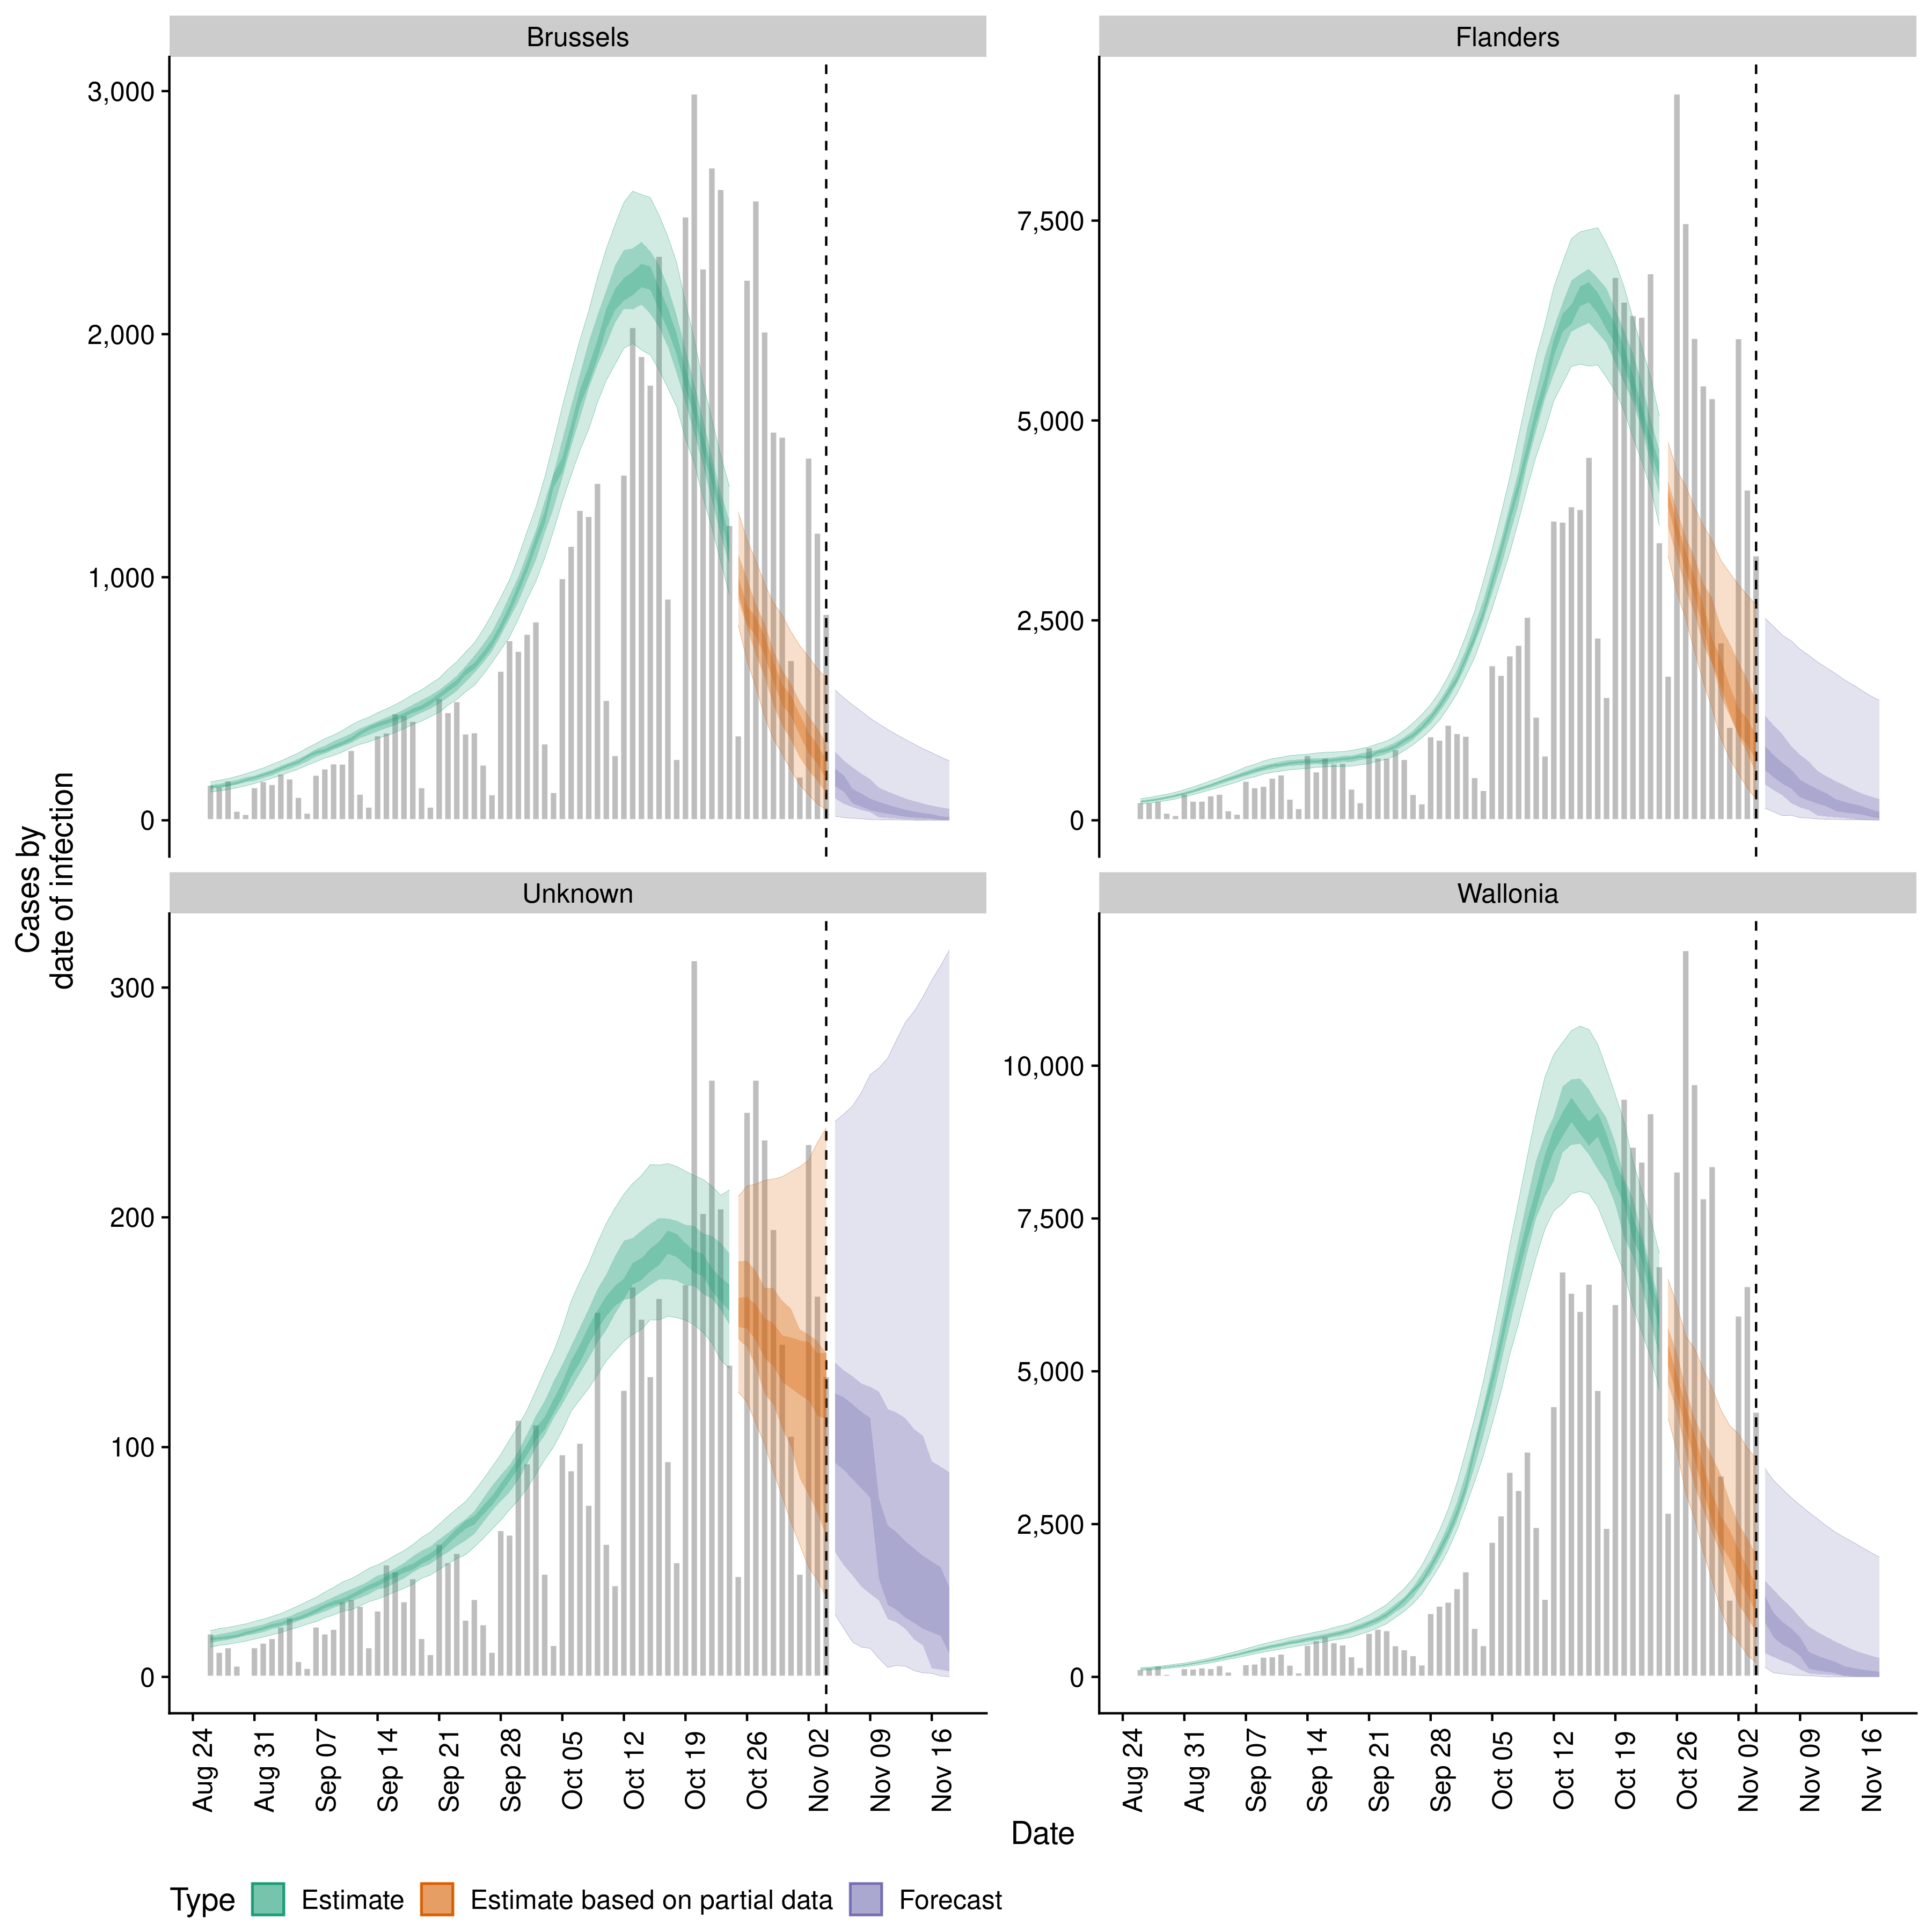 Brussels
Flanders
3,000
2,000
1,000
0
7,500
5,000
2,500
0
Cases by
date of infection
Unknown
Wallonia
300
200
100
0
10,000
7,500
5,000
2,500
0
Aug 24
Aug 31
Sep 07
Sep 14
Sep 21
Sep 28
Oct 05
Oct 12
Oct 19
Oct 26
Nov 02
Nov 09
Nov 16
Aug 24
Aug 31
Sep 07
Sep 14
Sep 21
Sep 28
Oct 05
Oct 12
Oct 19
Oct 26
Nov 02
Nov 09
Nov 16
Date
Type Estimate Estimate based on partial data Forecast